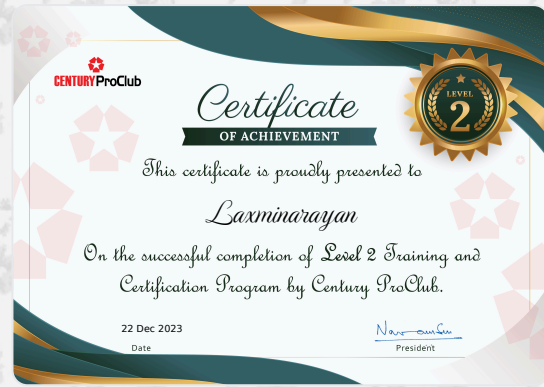 CENTURY ProClub
Certificate
OF ACHIEVEMENT
LEVEL
2
This certificate is proudly presented to
Laxminarayan
On the successful completion of Level 2 Training and
Certification Program by Century ProClub.
22 Dec 2023
Date
President